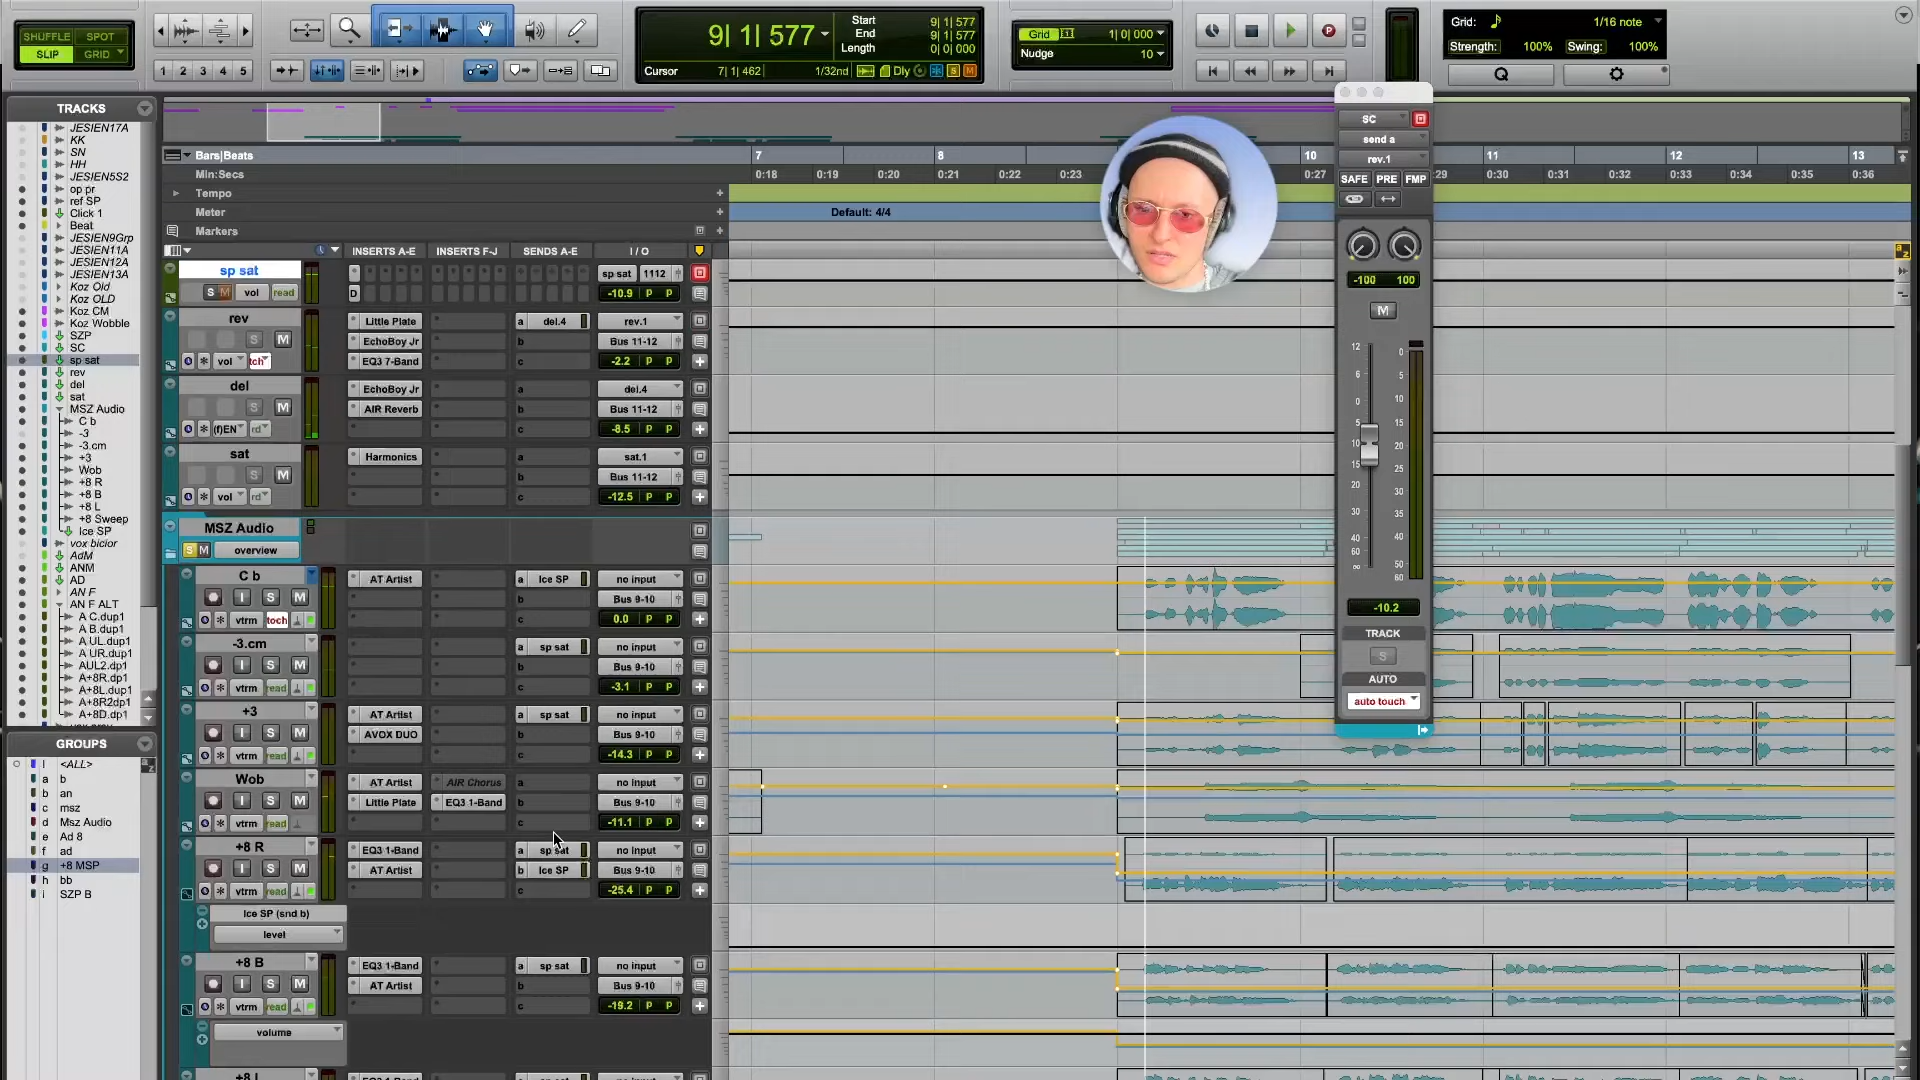 SHUFFLE SPOT
SLIP GRID
1 2 3 4 5
9| 1| 577
Start 9| 1| 577
End 9| 1| 577
Length 0| 0| 000
Cursor 7| 1| 462 1/32nd Dly S M
Grid 1| 0| 000
Nudge 10
Grid: 1/16 note
Strength: 100% Swing: 100%
Q
TRACKS
JESIEN17A
KK
SN
HH
JESIEN5S2
op pr
ref SP
Click 1
Beat
JESIEN9Grp
JESIEN11A
JESIEN12A
JESIEN13A
Koz Old
Koz OLD
Koz CM
Koz Wobble
SZP
SC
sp sat
rev
del
sat
MSZ Audio
C b
-3
-3.cm
+3
Wob
+8 R
+8 B
+8 L
+8 Sweep
Ice SP
vox bicior
AdM
ANM
AD
AN F
AN F ALT
A C.dup1
A B.dup1
A UL.dup1
A UR.dup1
AUL2.dp1
A+8R.dp1
A+8L.dup1
A+8R2dp1
A+8D.dp1
GROUPS
! <ALL>
a b
b an
c msz
d Msz Audio
e Ad 8
f ad
g +8 MSP
h bb
i SZP B
Bars|Beats 7 8 10 11 12 13
Min:Secs 0:18 0:19 0:20 0:21 0:22 0:23 0:27 :29 0:30 0:31 0:32 0:33 0:34 0:35 0:36
Tempo
Meter Default: 4/4
Markers
INSERTS A-E INSERTS F-J SENDS A-E I / O
sp sat sp sat 1112
S M vol read D -10.9 p p
rev Little Plate a del.4 rev.1
S M EchoBoy Jr b Bus 11-12
vol tch EQ3 7-Band c -2.2 p p
del EchoBoy Jr a del.4
S M AIR Reverb b Bus 11-12
(f)EN rd c -8.5 p p
sat Harmonics a sat.1
S M b Bus 11-12
vol rd c -12.5 p p
MSZ Audio
S M overview
C b AT Artist a Ice SP no input
I S M b Bus 9-10
vtrm toch c 0.0 p p
-3.cm a sp sat no input
I S M b Bus 9-10
vtrm read c -3.1 p p
+3 AT Artist a sp sat no input
I S M AVOX DUO b Bus 9-10
vtrm read c -14.3 p p
Wob AT Artist AIR Chorus a no input
I S M Little Plate EQ3 1-Band b Bus 9-10
vtrm read c -11.1 p p
+8 R EQ3 1-Band a sp sat no input
I S M AT Artist b Ice SP Bus 9-10
vtrm read c -25.4 p p
Ice SP (snd b)
level
+8 B EQ3 1-Band a sp sat no input
I S M AT Artist b Bus 9-10
vtrm read c -19.2 p p
volume
+8 L EQ3 1-Band sp sat no input
SC
send a
rev.1
SAFE PRE FMP
-100 100
M
12 0
6 5
0 10
5 15
10 20
15 25
20 30
30 35
40 40
60 45
∞ 50
60
-10.2
TRACK
S
AUTO
auto touch